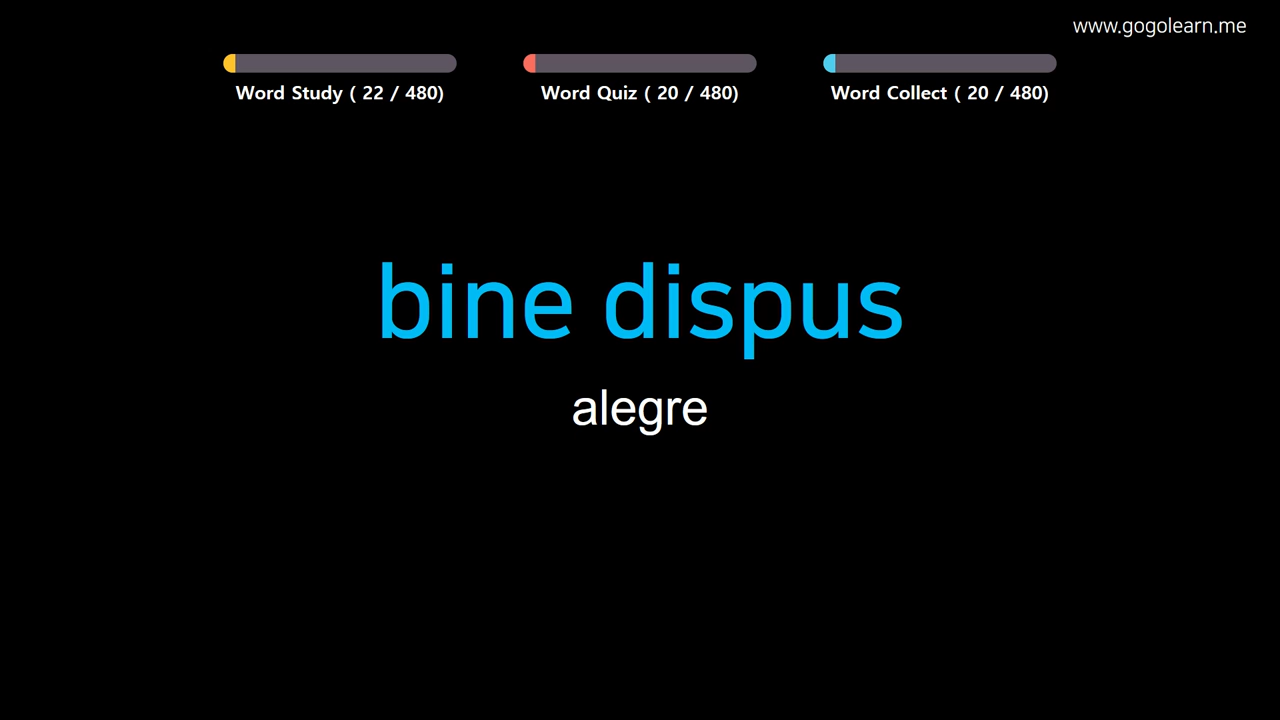 www.gogolearn.me
Word Study ( 22 / 480)
Word Quiz ( 20 / 480)
Word Collect ( 20 / 480)
bine dispus
alegre